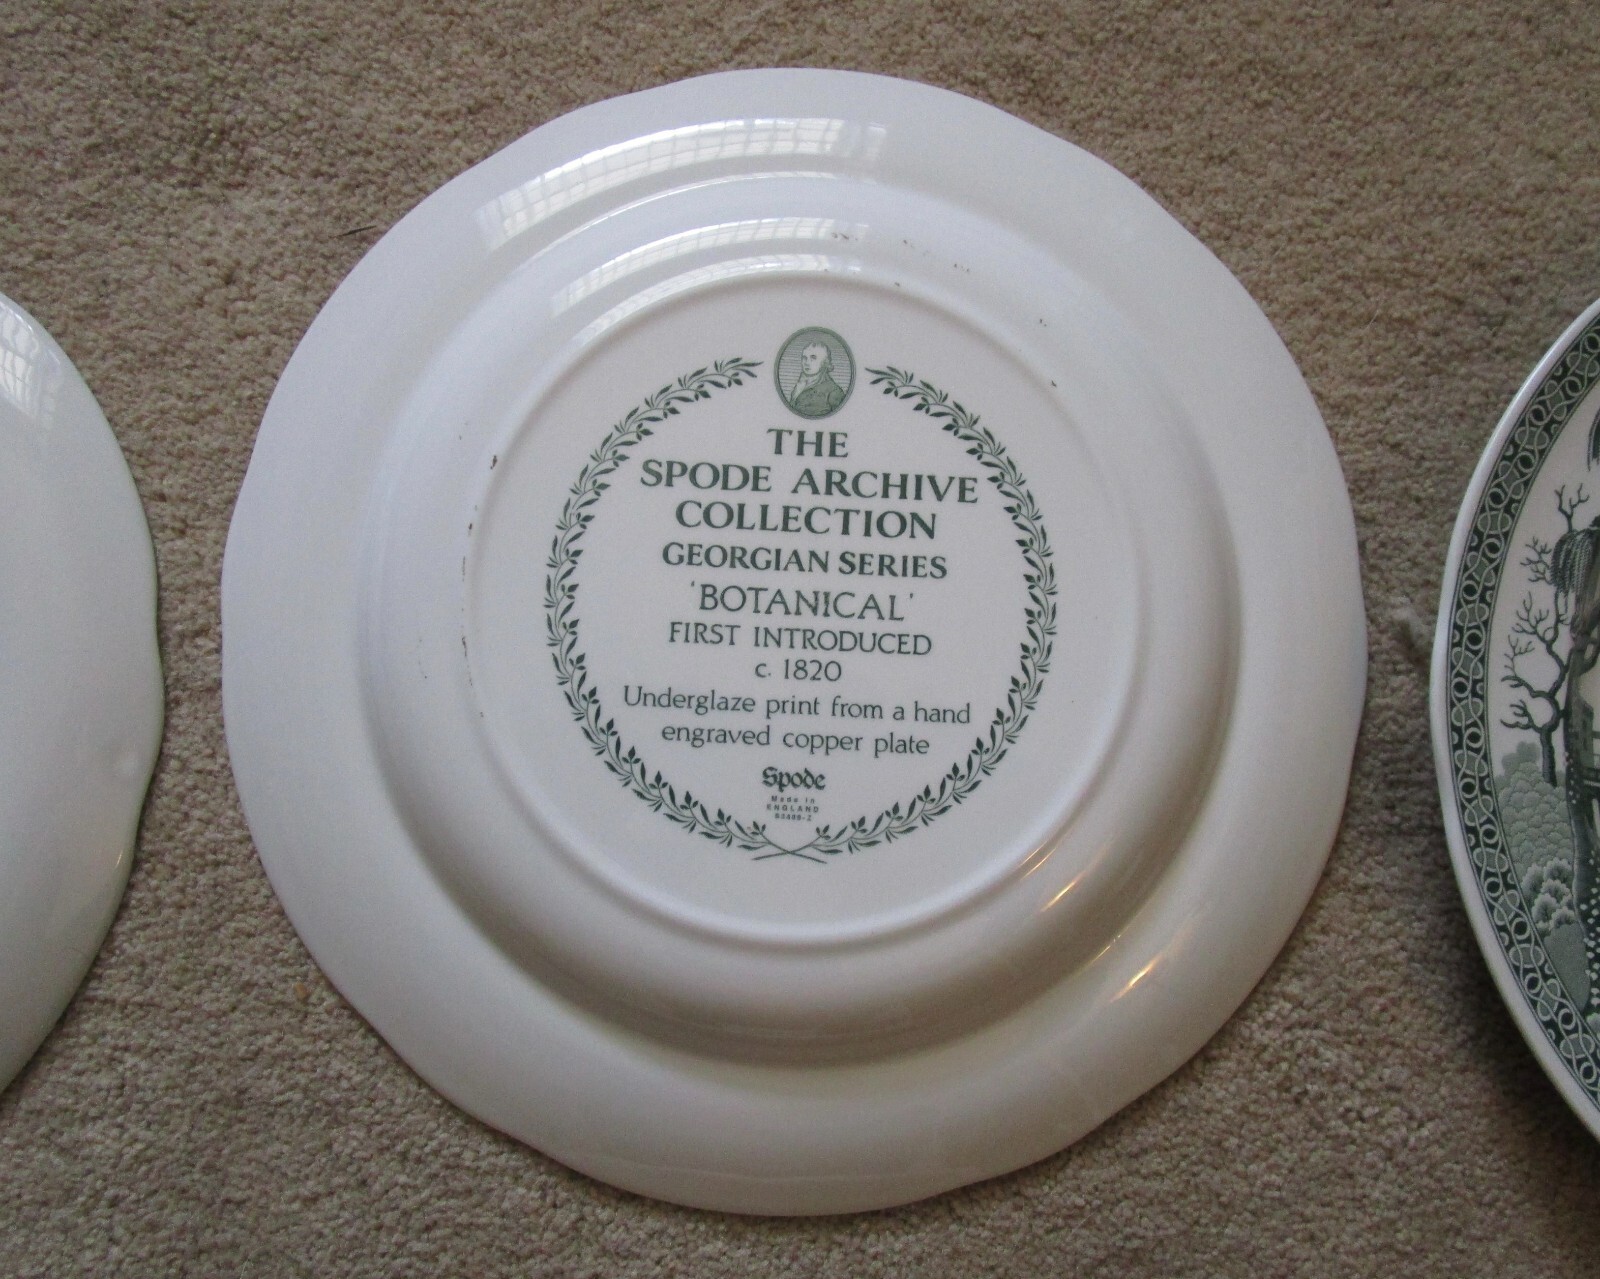 THE
SPODE ARCHIVE
COLLECTION
GEORGIAN SERIES
'BOTANICAL'
FIRST INTRODUCED
c. 1820
Underglaze print from a hand
engraved copper plate
Spode
Made in
ENGLAND